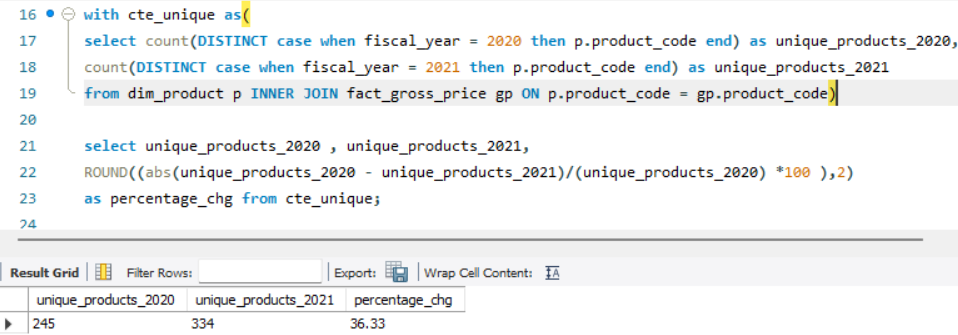 16 with cte_unique as(
17 select count(DISTINCT case when fiscal_year = 2020 then p.product_code end) as unique_products_2020,
18 count(DISTINCT case when fiscal_year = 2021 then p.product_code end) as unique_products_2021
19 from dim_product p INNER JOIN fact_gross_price gp ON p.product_code = gp.product_code)
20
21 select unique_products_2020 , unique_products_2021,
22 ROUND((abs(unique_products_2020 - unique_products_2021)/(unique_products_2020) *100 ),2)
23 as percentage_chg from cte_unique;
24
Result Grid Filter Rows: Export: Wrap Cell Content: IA
unique_products_2020 unique_products_2021 percentage_chg
245 334 36.33